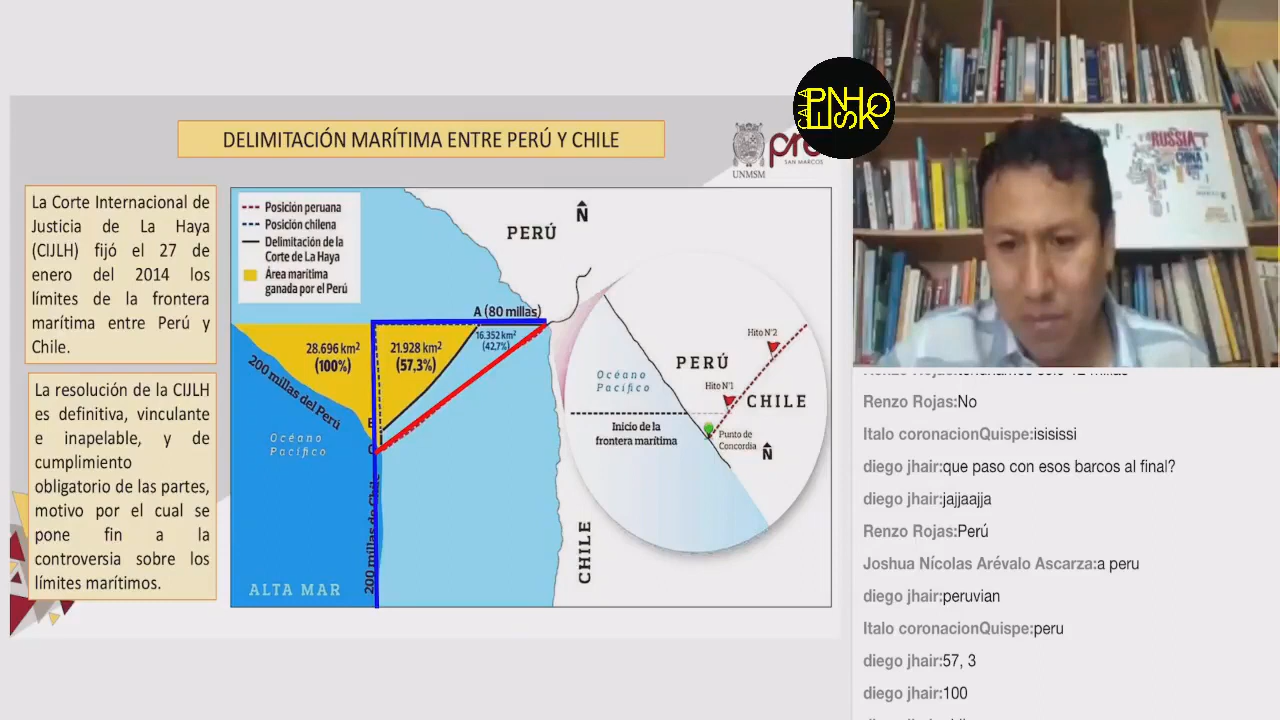 DELIMITACIÓN MARÍTIMA ENTRE PERÚ Y CHILE
UNMSM
SAN MARCOS
La Corte Internacional de
Justicia de La Haya
(CIJLH) fijó el 27 de
enero del 2014 los
límites de la frontera
marítima entre Perú y
Chile.
La resolución de la CIJLH
es definitiva, vinculante
e inapelable, y de
cumplimiento
obligatorio de las partes,
motivo por el cual se
pone fin a la
controversia sobre los
límites marítimos.
Posición peruana
Posición chilena
Delimitación de la
Corte de La Haya
Área marítima
ganada por el Perú
N
PERÚ
A (80 millas)
28.696 km²
(100%)
21.928 km²
(57,3%)
16.352 km²
(42,7%)
200 millas del Perú
Océano
Pacífico
200 millas de Chile
ALTA MAR
CHILE
Océano
Pacífico
PERÚ
Hito N°2
Hito N°1
CHILE
Inicio de la
frontera marítima
Punto de
Concordia
N
RUSSIA
CHINA
Renzo Rojas:No
Italo coronacionQuispe:isisissi
diego jhair:que paso con esos barcos al final?
diego jhair:jajjaajja
Renzo Rojas:Perú
Joshua Nícolas Arévalo Ascarza:a peru
diego jhair:peruvian
Italo coronacionQuispe:peru
diego jhair:57, 3
diego jhair:100